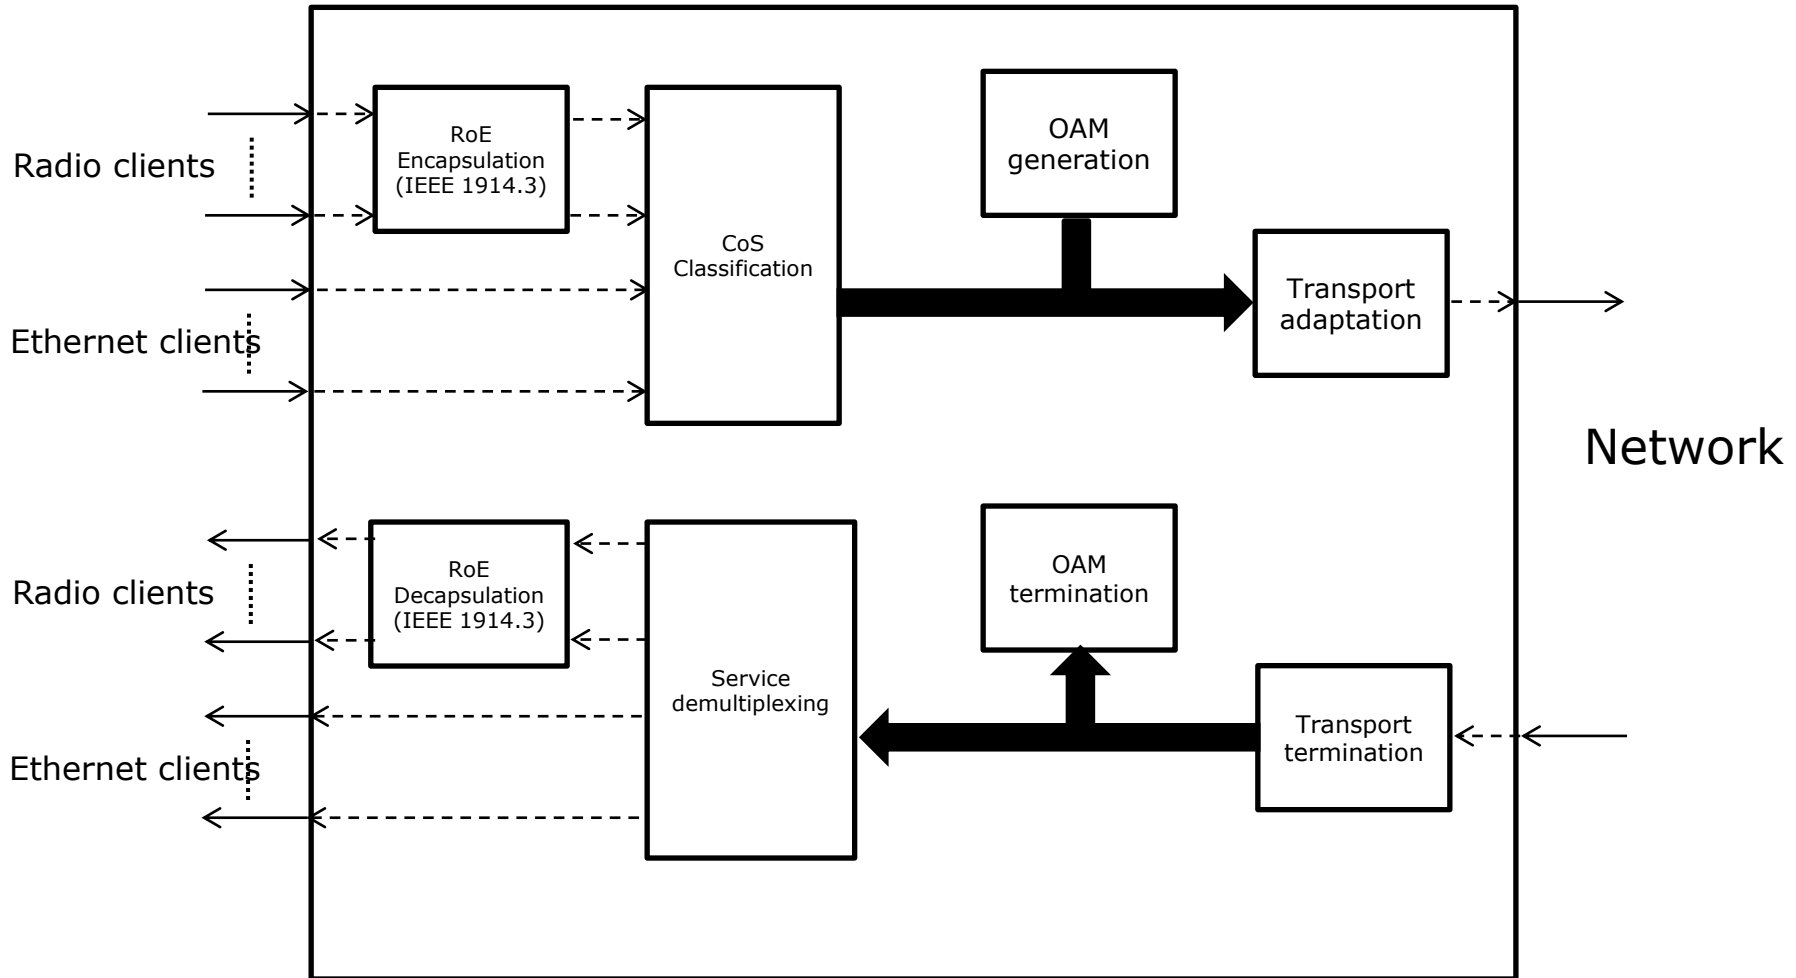 Radio clients
RoE
Encapsulation
(IEEE 1914.3)
CoS
Classification
OAM
generation
Transport
adaptation
Ethernet clients
Network
Radio clients
RoE
Decapsulation
(IEEE 1914.3)
Service
demultiplexing
OAM
termination
Transport
termination
Ethernet clients